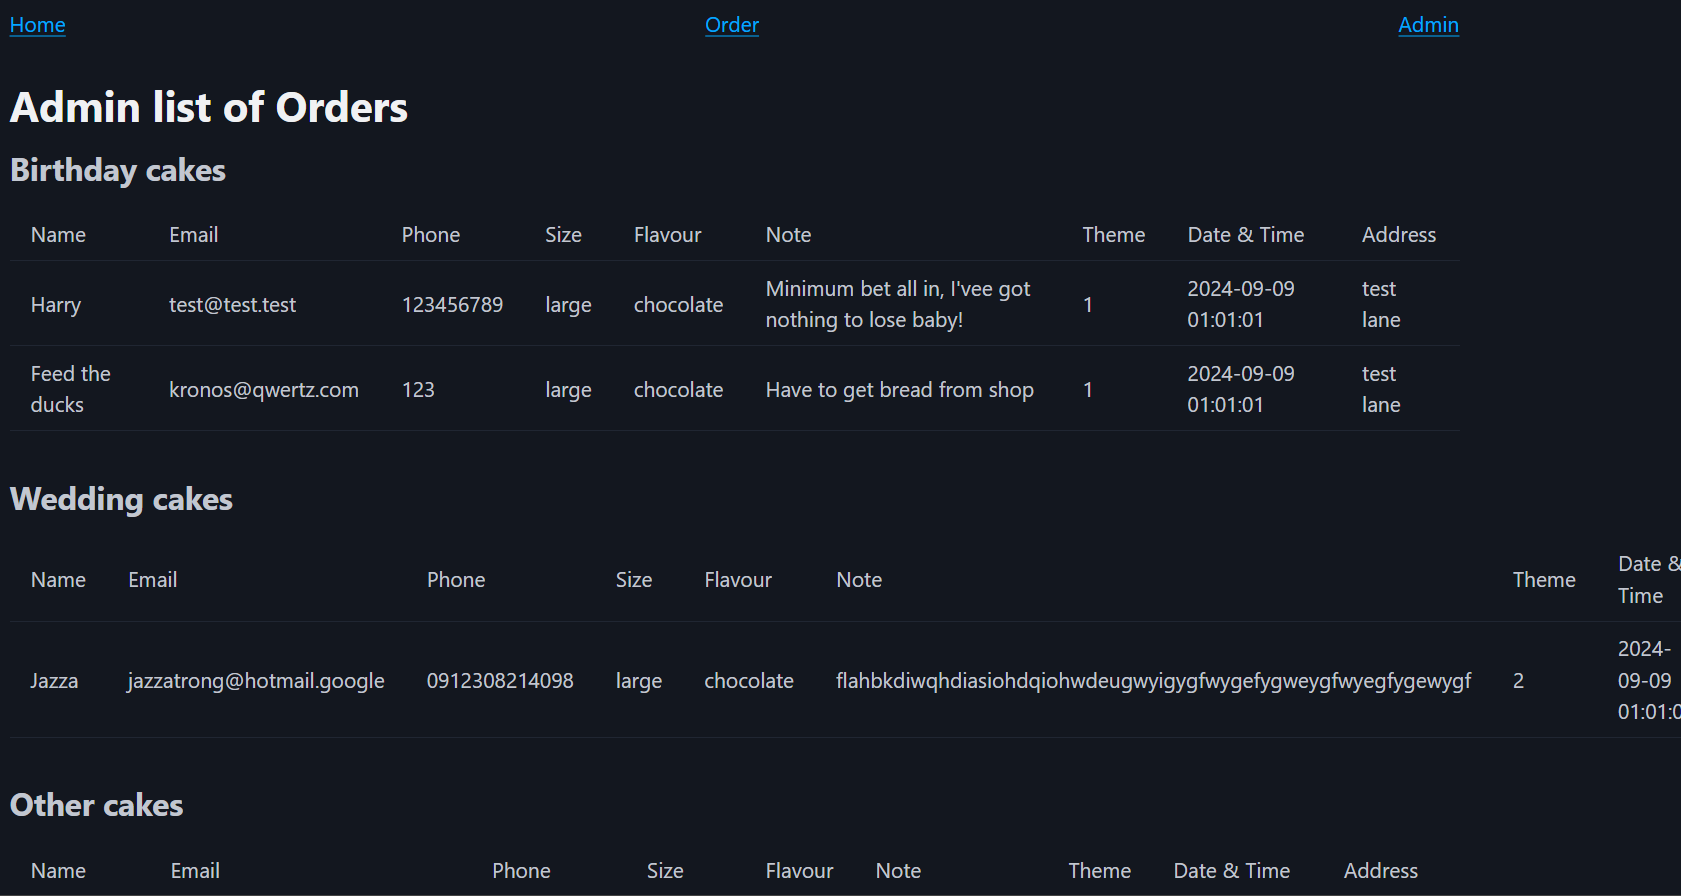 Home Order Admin
Admin list of Orders
Birthday cakes
Name Email Phone Size Flavour Note Theme Date & Time Address
Harry test@test.test 123456789 large chocolate Minimum bet all in, I'vee got nothing to lose baby! 1 2024-09-09 01:01:01 test lane
Feed the ducks kronos@qwertz.com 123 large chocolate Have to get bread from shop 1 2024-09-09 01:01:01 test lane
Wedding cakes
Name Email Phone Size Flavour Note Theme Date & Time
Jazza jazzatrong@hotmail.google 0912308214098 large chocolate flahbkdiwqhdiasiohdqiohwdeugwyigygfwygefygweygfwyegfygewygf 2 2024-09-09 01:01:0
Other cakes
Name Email Phone Size Flavour Note Theme Date & Time Address